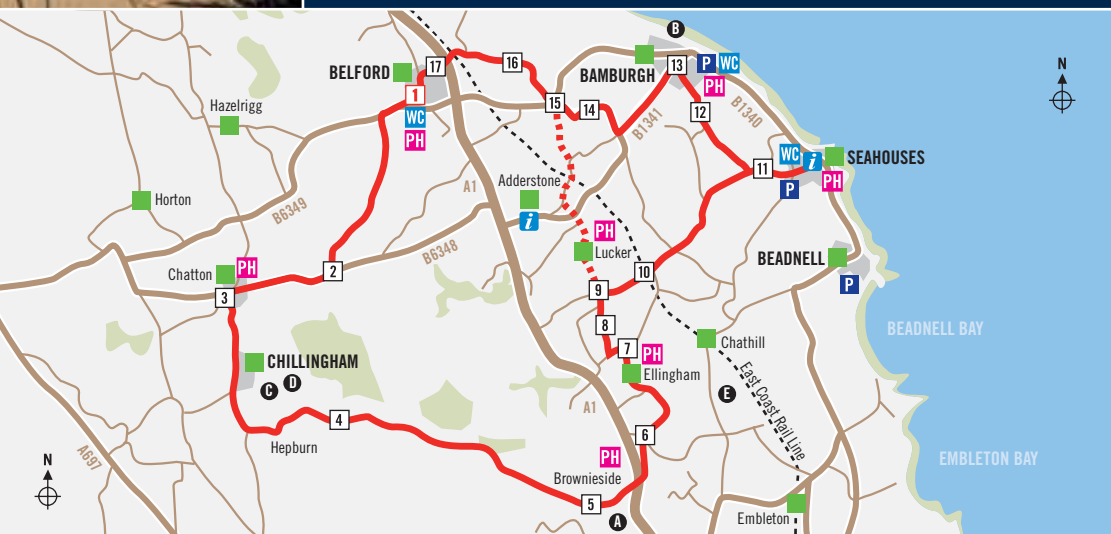 B
N
BELFORD
17
16
BAMBURGH
13
P
WC
PH
1
WC
PH
Hazelrigg
15
14
12
B1341
B1340
WC
i
SEAHOUSES
11
P
PH
A1
Adderstone
i
Horton
B6349
B6348
PH
Lucker
BEADNELL
P
Chatton
PH
2
10
3
9
8
BEADNELL BAY
7
PH
Chathill
CHILLINGHAM
C
D
Ellingham
East Coast Rail Line
E
A1
4
Hepburn
6
A697
N
PH
Brownieside
5
A
EMBLETON BAY
Embleton